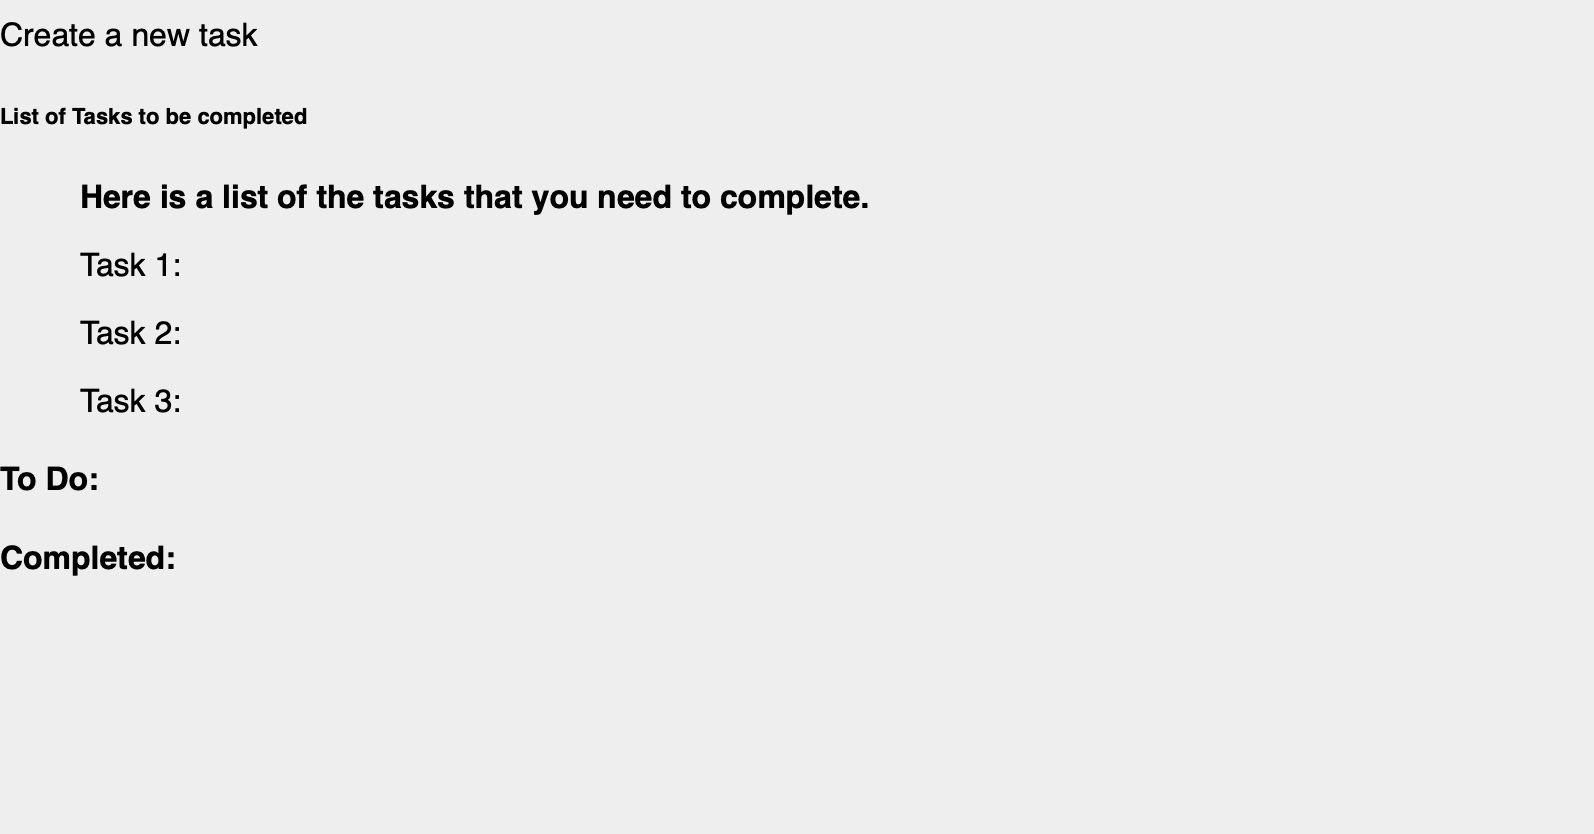 Create a new task
List of Tasks to be completed
Here is a list of the tasks that you need to complete.
Task 1:
Task 2:
Task 3:
To Do:
Completed: